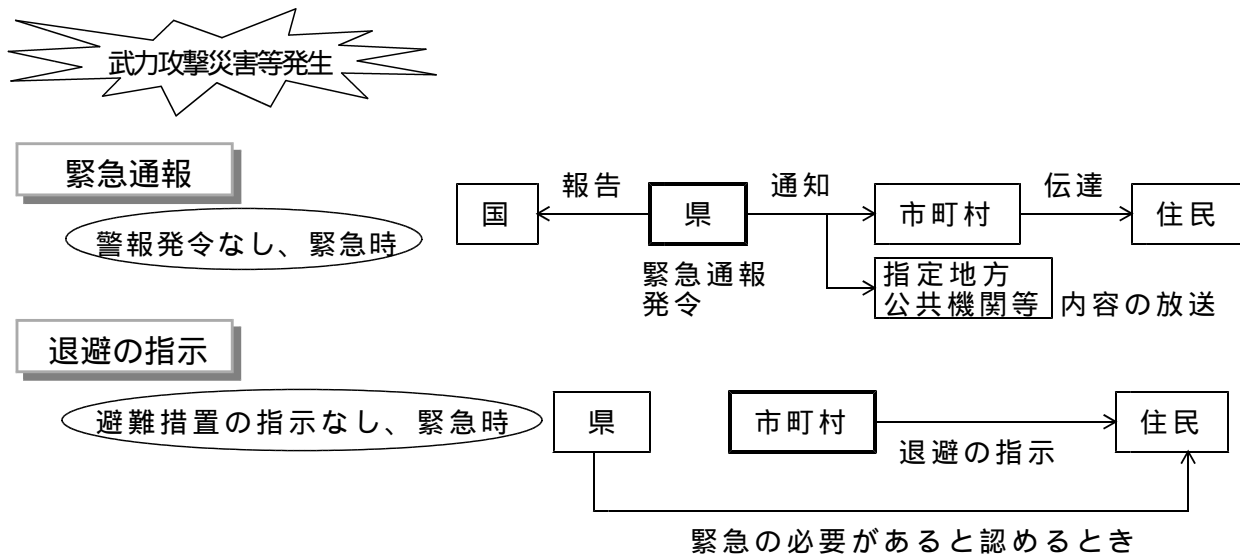 武力攻撃災害等発生
緊急通報
警報発令なし、緊急時
国
報告
県
通知
市町村
伝達
住民
緊急通報
発令
指定地方
公共機関等
内容の放送
退避の指示
避難措置の指示なし、緊急時
県
市町村
退避の指示
住民
緊急の必要があると認めるとき